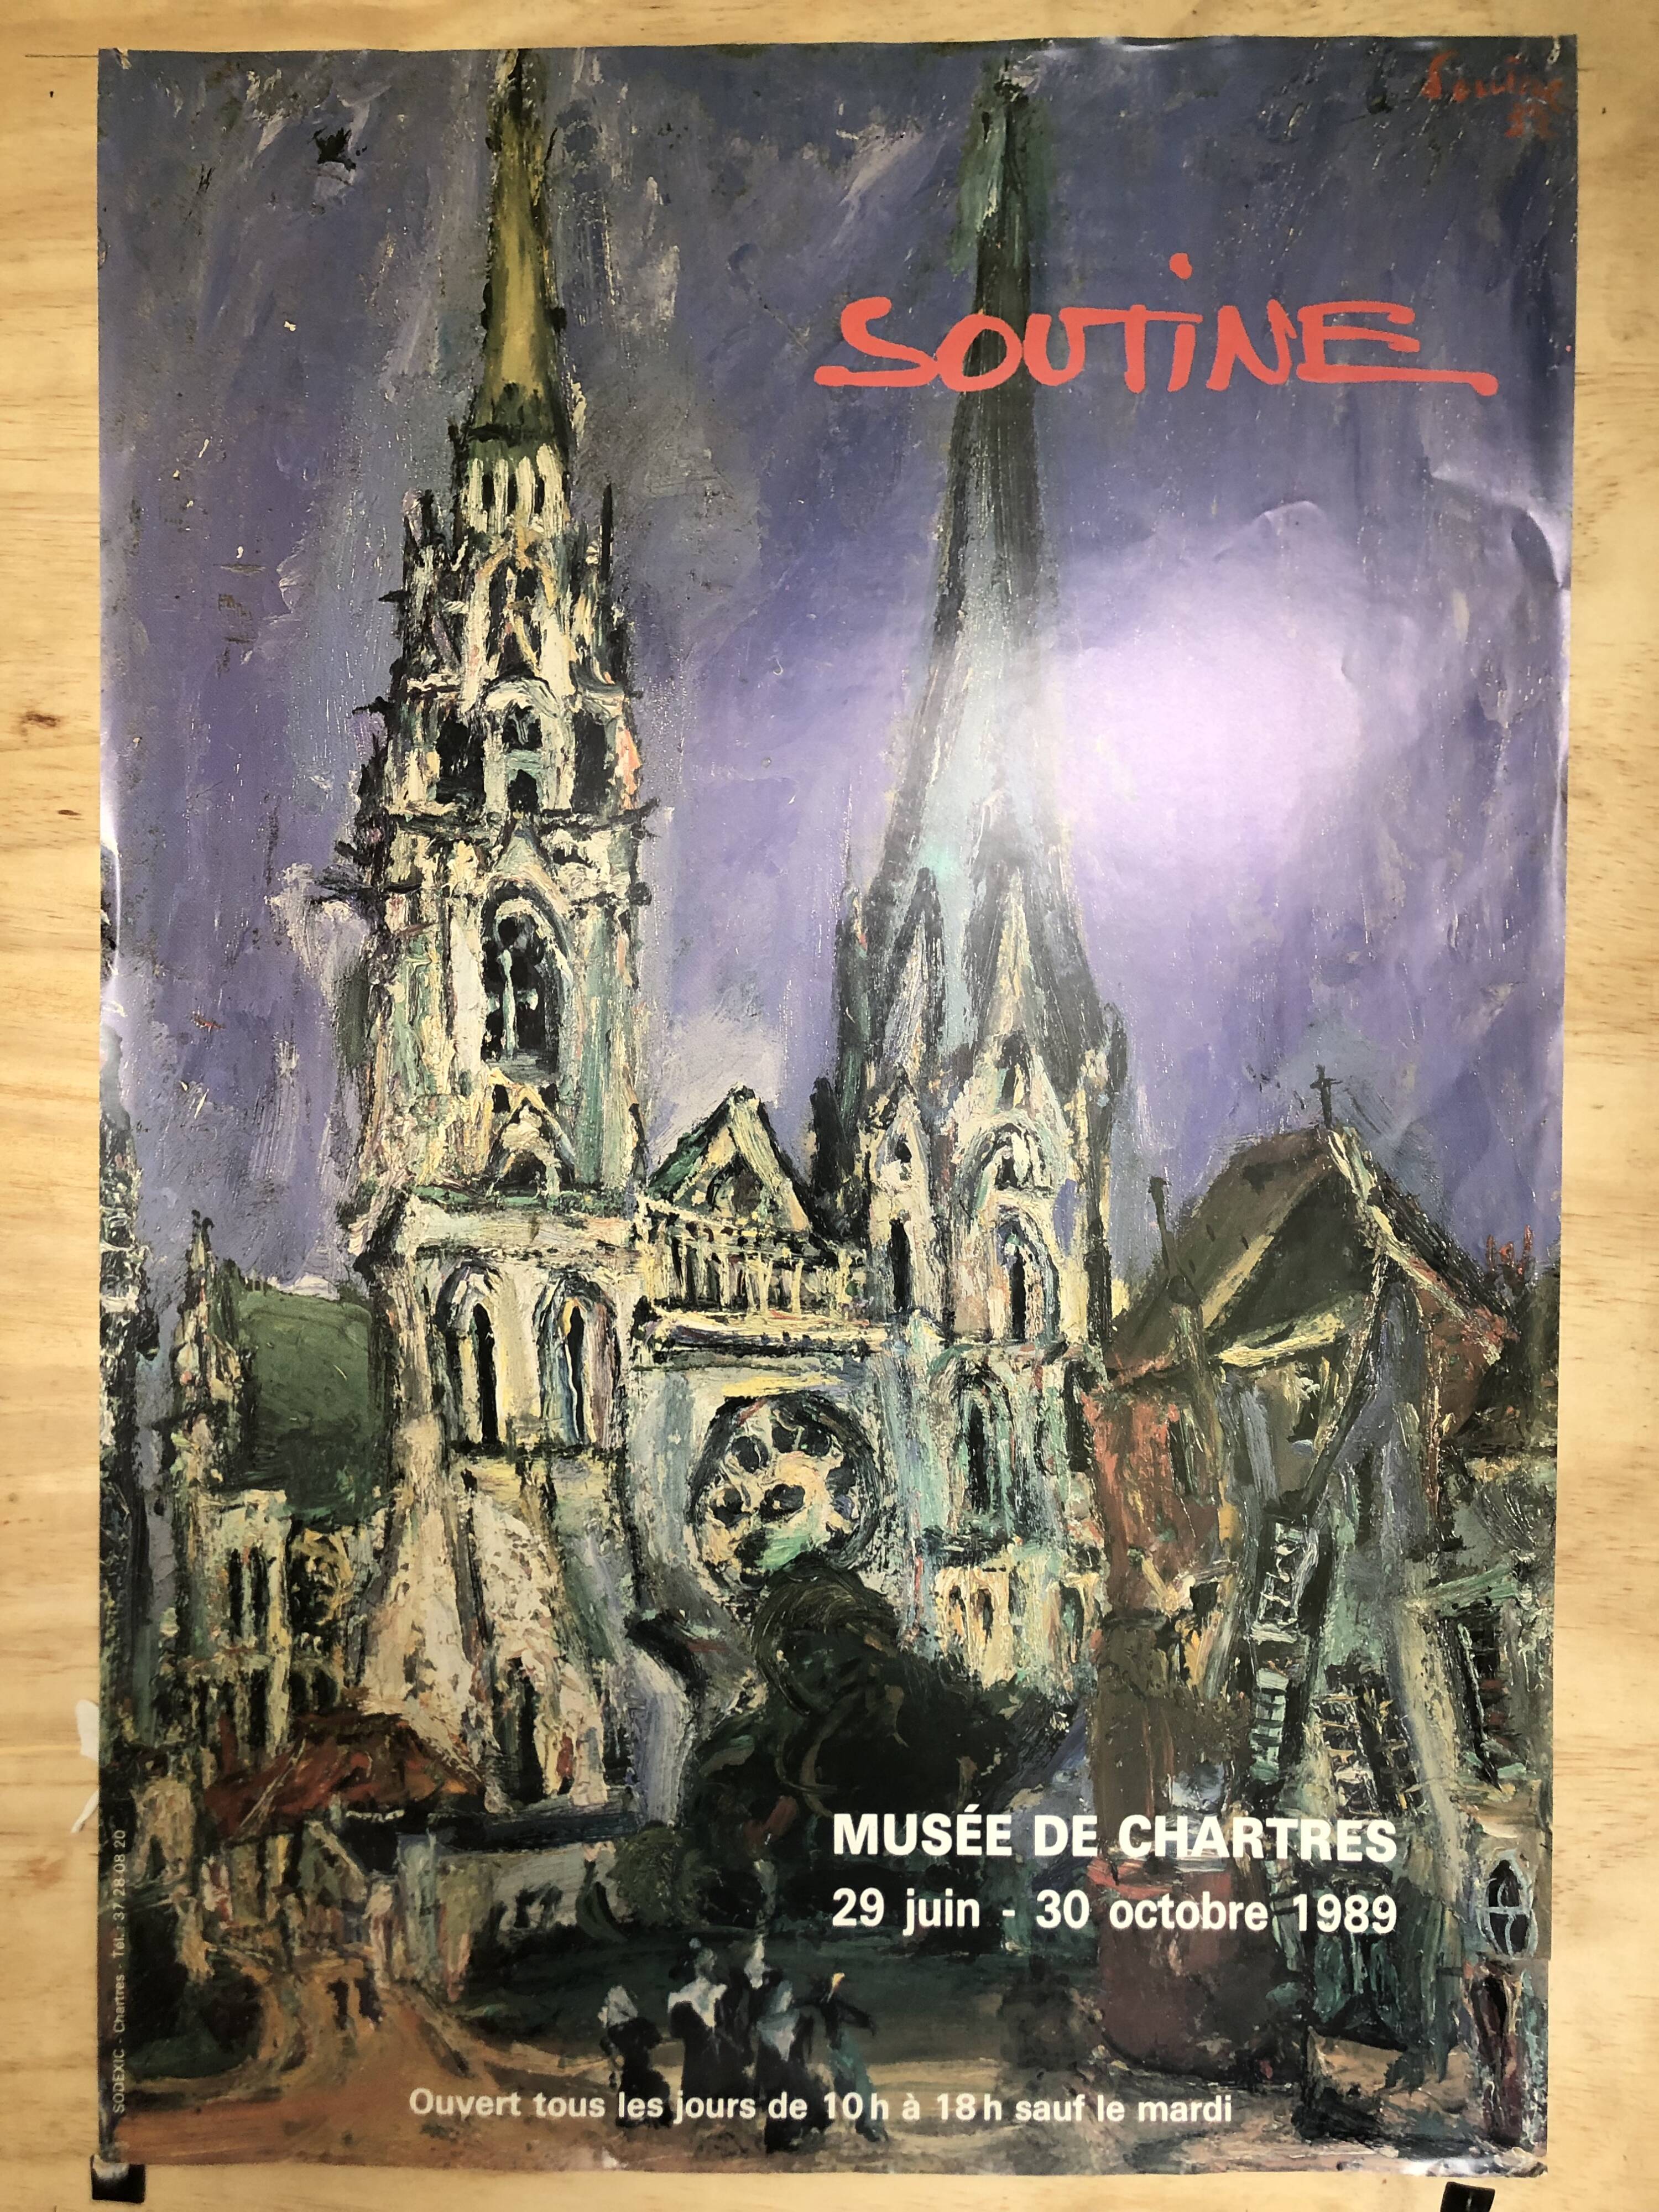 Soutine
SOUTINE
MUSÉE DE CHARTRES
29 juin - 30 octobre 1989
Ouvert tous les jours de 10h à 18h sauf le mardi
SODEXIC - Chartres - Tél. : 37 28-08 20